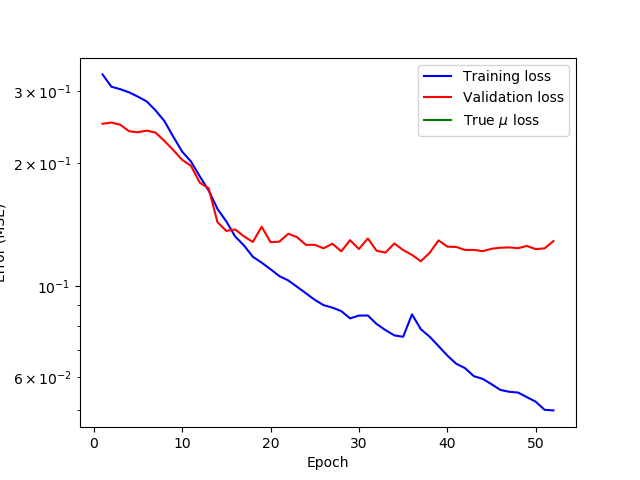 Training loss
Validation loss
True μ loss
3 × 10⁻¹
2 × 10⁻¹
10⁻¹
6 × 10⁻²
(MSE)
0 10 20 30 40 50
Epoch